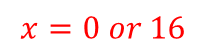 x = 0 or 16